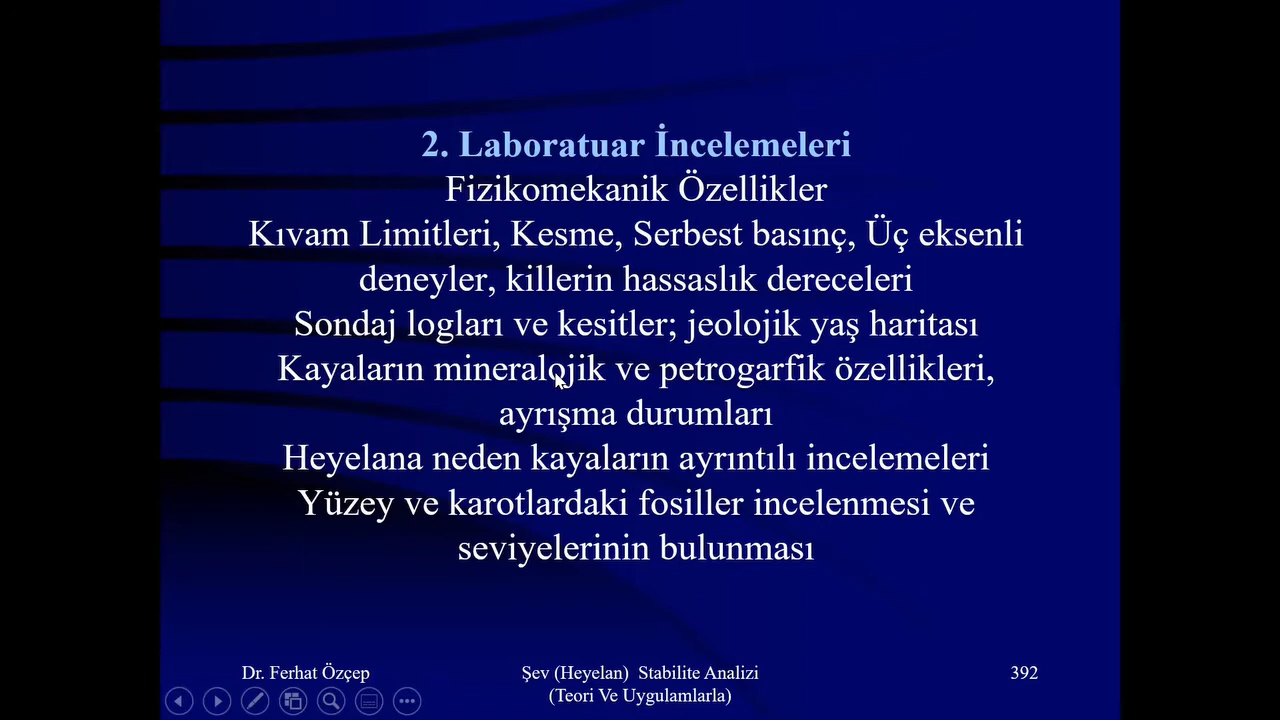 2. Laboratuar İncelemeleri
Fizikomekanik Özellikler
Kıvam Limitleri, Kesme, Serbest basınç, Üç eksenli
deneyler, killerin hassaslık dereceleri
Sondaj logları ve kesitler; jeolojik yaş haritası
Kayaların mineralojik ve petrogarfik özellikleri,
ayrışma durumları
Heyelana neden kayaların ayrıntılı incelemeleri
Yüzey ve karotlardaki fosiller incelenmesi ve
seviyelerinin bulunması
Dr. Ferhat Özçep
Şev (Heyelan) Stabilite Analizi
(Teori Ve Uygulamlarla)
392